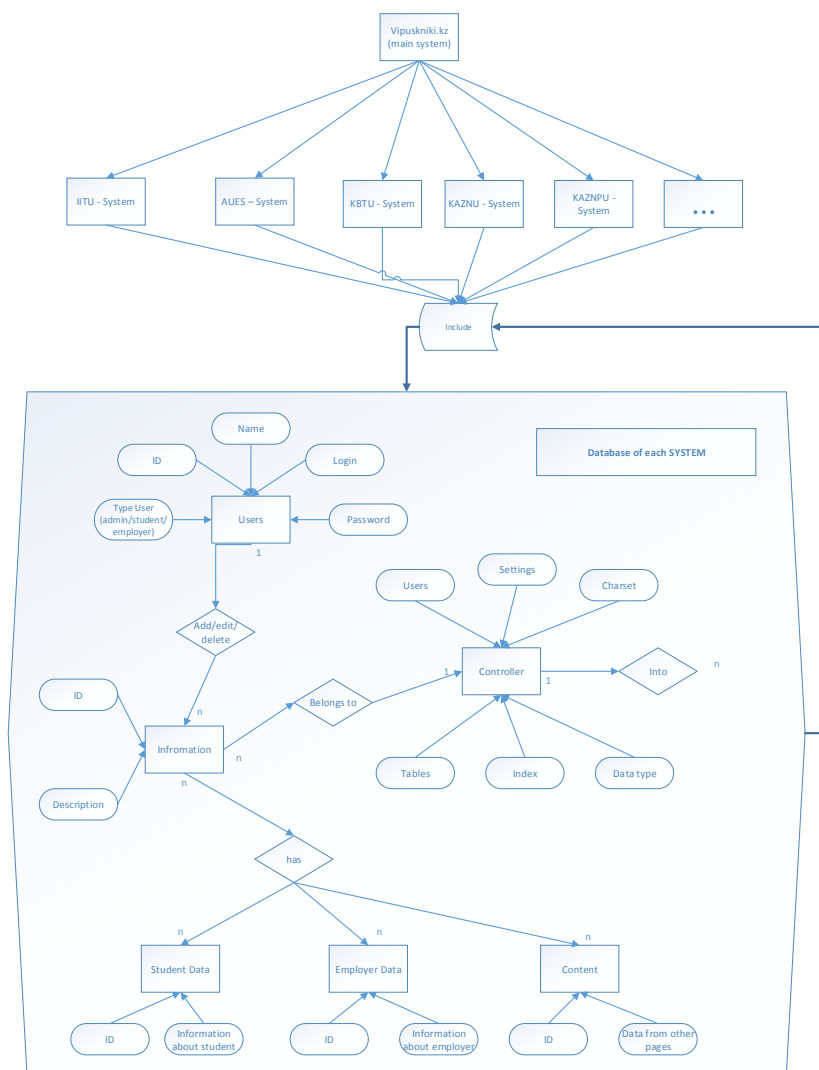 Vipuskniki.kz
(main system)
IITU - System
AUES – System
KBTU - System
KAZNU - System
KAZNPU -
System
...
Include
Database of each SYSTEM
Name
ID
Login
Type User
(admin/student/
employer)
Users
Password
1
Add/edit/
delete
Users
Settings
Charset
Controller
1
1
Into
n
Belongs to
ID
n
Infromation
n
n
Description
Tables
Index
Data type
has
n
n
n
Student Data
Employer Data
Content
ID
Information
about student
ID
Information
about employer
ID
Data from other
pages